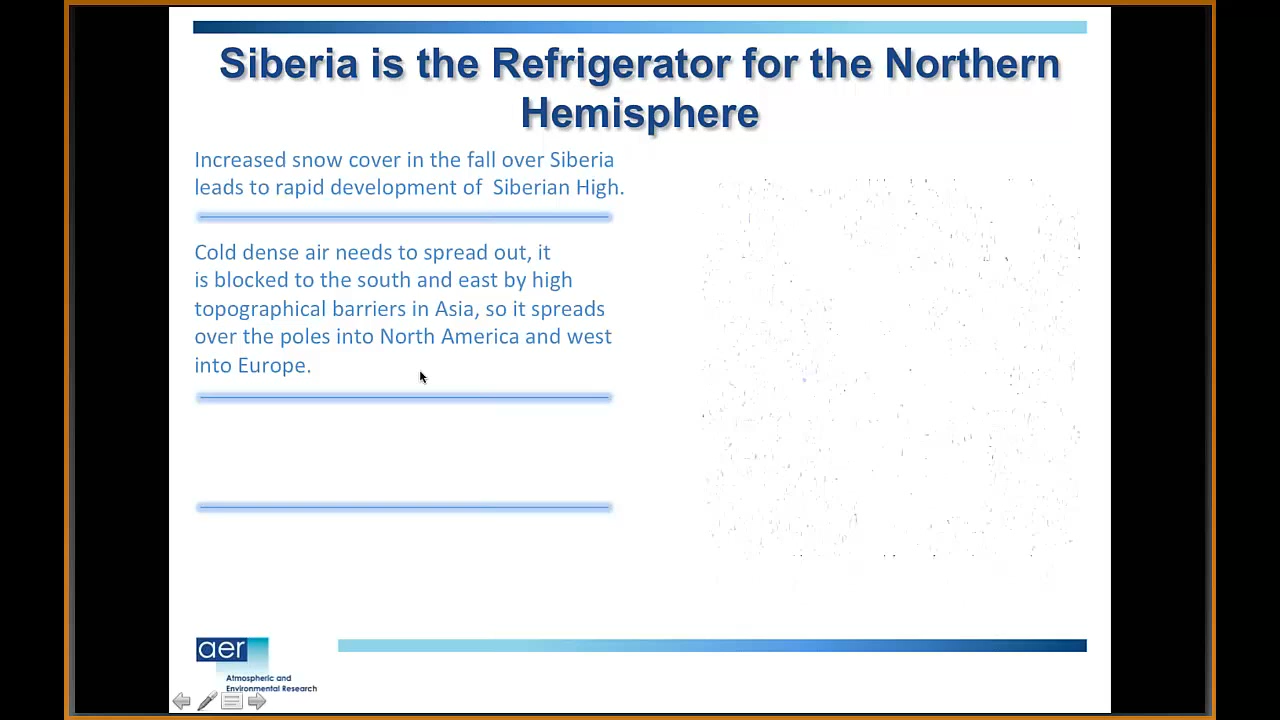 Siberia is the Refrigerator for the Northern
Hemisphere
Increased snow cover in the fall over Siberia
leads to rapid development of  Siberian High.
Cold dense air needs to spread out, it
is blocked to the south and east by high
topographical barriers in Asia, so it spreads
over the poles into North America and west
into Europe.
aer
Atmospheric and
Environmental Research